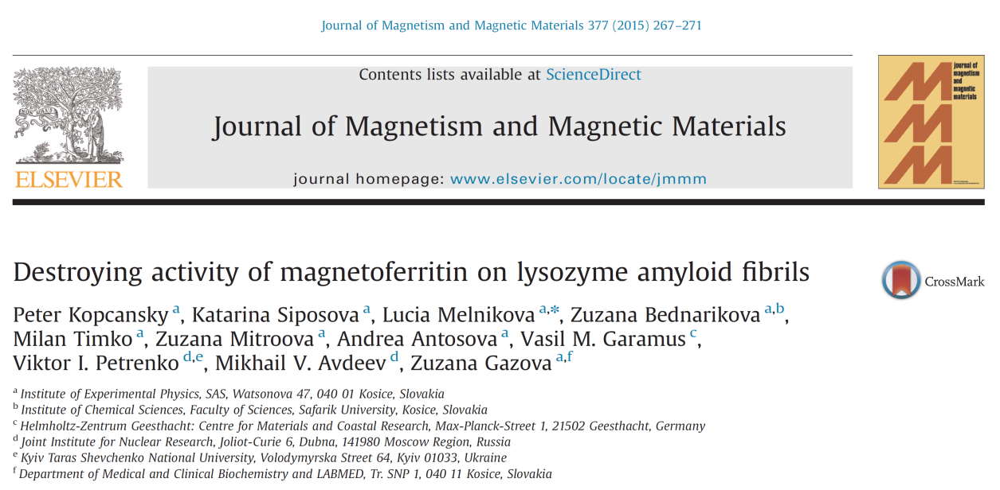 Journal of Magnetism and Magnetic Materials 377 (2015) 267–271
Contents lists available at ScienceDirect
Journal of Magnetism and Magnetic Materials
journal homepage: www.elsevier.com/locate/jmmm
NON SOLUS
ELSEVIER
journal of
magnetism
and
magnetic
materials
Destroying activity of magnetoferritin on lysozyme amyloid fibrils
CrossMark
Peter Kopcansky a, Katarina Siposova a, Lucia Melnikova a,*, Zuzana Bednarikova a,b,
Milan Timko a, Zuzana Mitroova a, Andrea Antosova a, Vasil M. Garamus c,
Viktor I. Petrenko d,e, Mikhail V. Avdeev d, Zuzana Gazova a,f
a Institute of Experimental Physics, SAS, Watsonova 47, 040 01 Kosice, Slovakia
b Institute of Chemical Sciences, Faculty of Sciences, Safarik University, Kosice, Slovakia
c Helmholtz-Zentrum Geesthacht: Centre for Materials and Coastal Research, Max-Planck-Street 1, 21502 Geesthacht, Germany
d Joint Institute for Nuclear Research, Joliot-Curie 6, Dubna, 141980 Moscow Region, Russia
e Kyiv Taras Shevchenko National University, Volodymyrska Street 64, Kyiv 01033, Ukraine
f Department of Medical and Clinical Biochemistry and LABMED, Tr. SNP 1, 040 11 Kosice, Slovakia